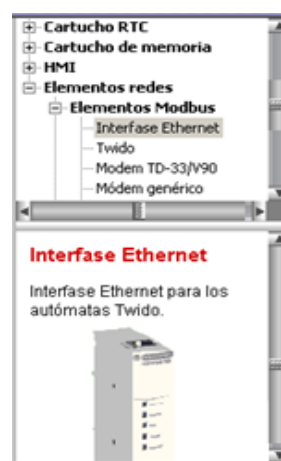 Cartucho RTC
Cartucho de memoria
HMI
Elementos redes
Elementos Modbus
Interfase Ethernet
Twido
Modem TD-33/V90
Módem genérico
Interfase Ethernet
Interfase Ethernet para los
autómatas Twido.